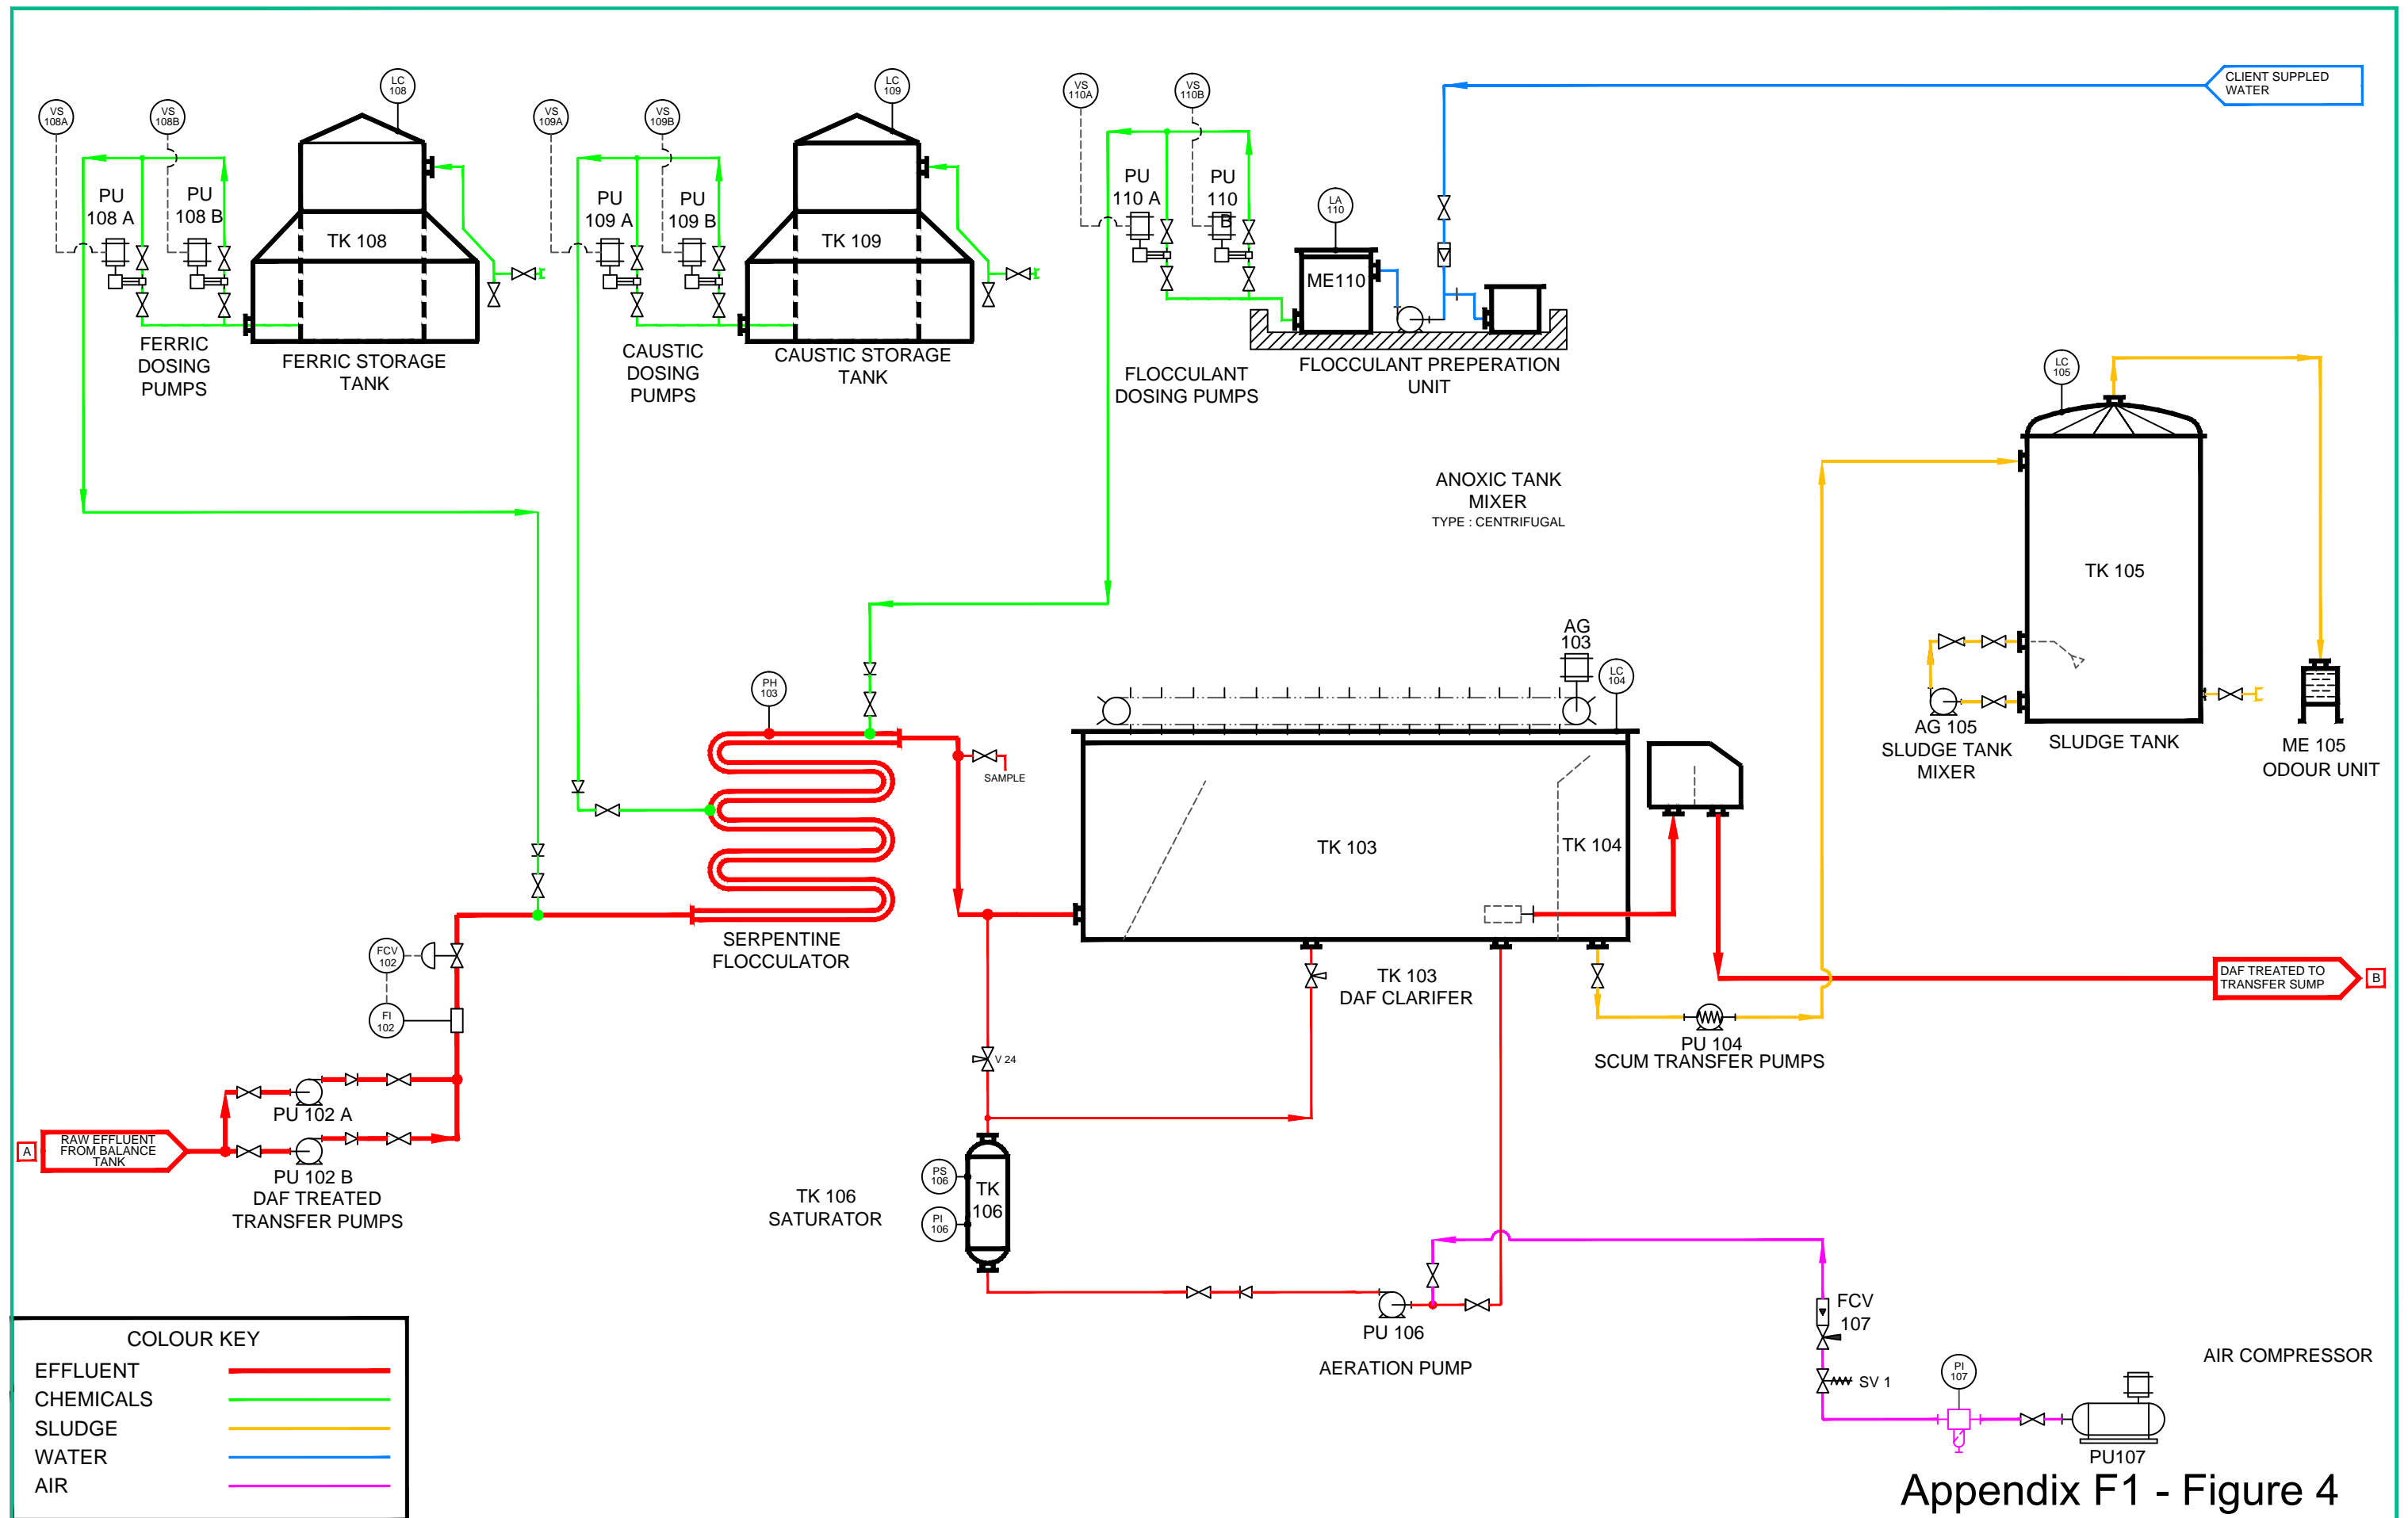 CLIENT SUPPLED
WATER
LC
108
LC
109
VS
110A
VS
110B
VS
108A
VS
108B
VS
109A
VS
109B
PU
108 A
PU
108 B
PU
109 A
PU
109 B
PU
110 A
PU
110
B
LA
110
TK 108
TK 109
ME110
FERRIC
DOSING
PUMPS
FERRIC STORAGE
TANK
CAUSTIC
DOSING
PUMPS
CAUSTIC STORAGE
TANK
FLOCCULANT
DOSING PUMPS
FLOCCULANT PREPERATION
UNIT
LC
105
ANOXIC TANK
MIXER
TYPE : CENTRIFUGAL
TK 105
AG
103
LC
104
PH
103
SAMPLE
AG 105
SLUDGE TANK
MIXER
SLUDGE TANK
ME 105
ODOUR UNIT
TK 103
TK 104
SERPENTINE
FLOCCULATOR
FCV
102
FI
102
TK 103
DAF CLARIFER
DAF TREATED TO
TRANSFER SUMP
B
V 24
PU 104
SCUM TRANSFER PUMPS
PU 102 A
A
RAW EFFLUENT
FROM BALANCE
TANK
PU 102 B
DAF TREATED
TRANSFER PUMPS
TK 106
SATURATOR
PS
106
PI
106
TK
106
PU 106
AERATION PUMP
FCV
107
SV 1
PI
107
AIR COMPRESSOR
PU107
COLOUR KEY
EFFLUENT
CHEMICALS
SLUDGE
WATER
AIR
Appendix F1 - Figure 4